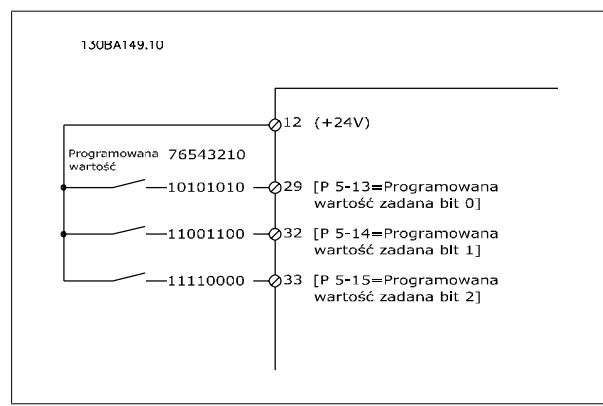 130BA149.10
12 (+24V)
Programowana 76543210
wartość
10101010 29 [P 5-13=Programowana
wartość zadana bit 0]
11001100 32 [P 5-14=Programowana
wartość zadana bit 1]
11110000 33 [P 5-15=Programowana
wartość zadana bit 2]